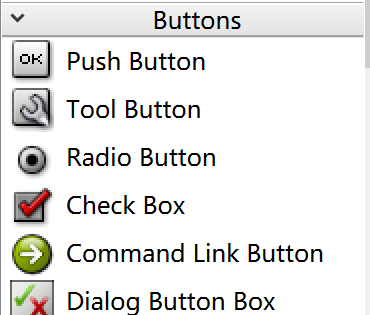 Buttons
OK
Push Button
Tool Button
Radio Button
Check Box
Command Link Button
Dialog Button Box